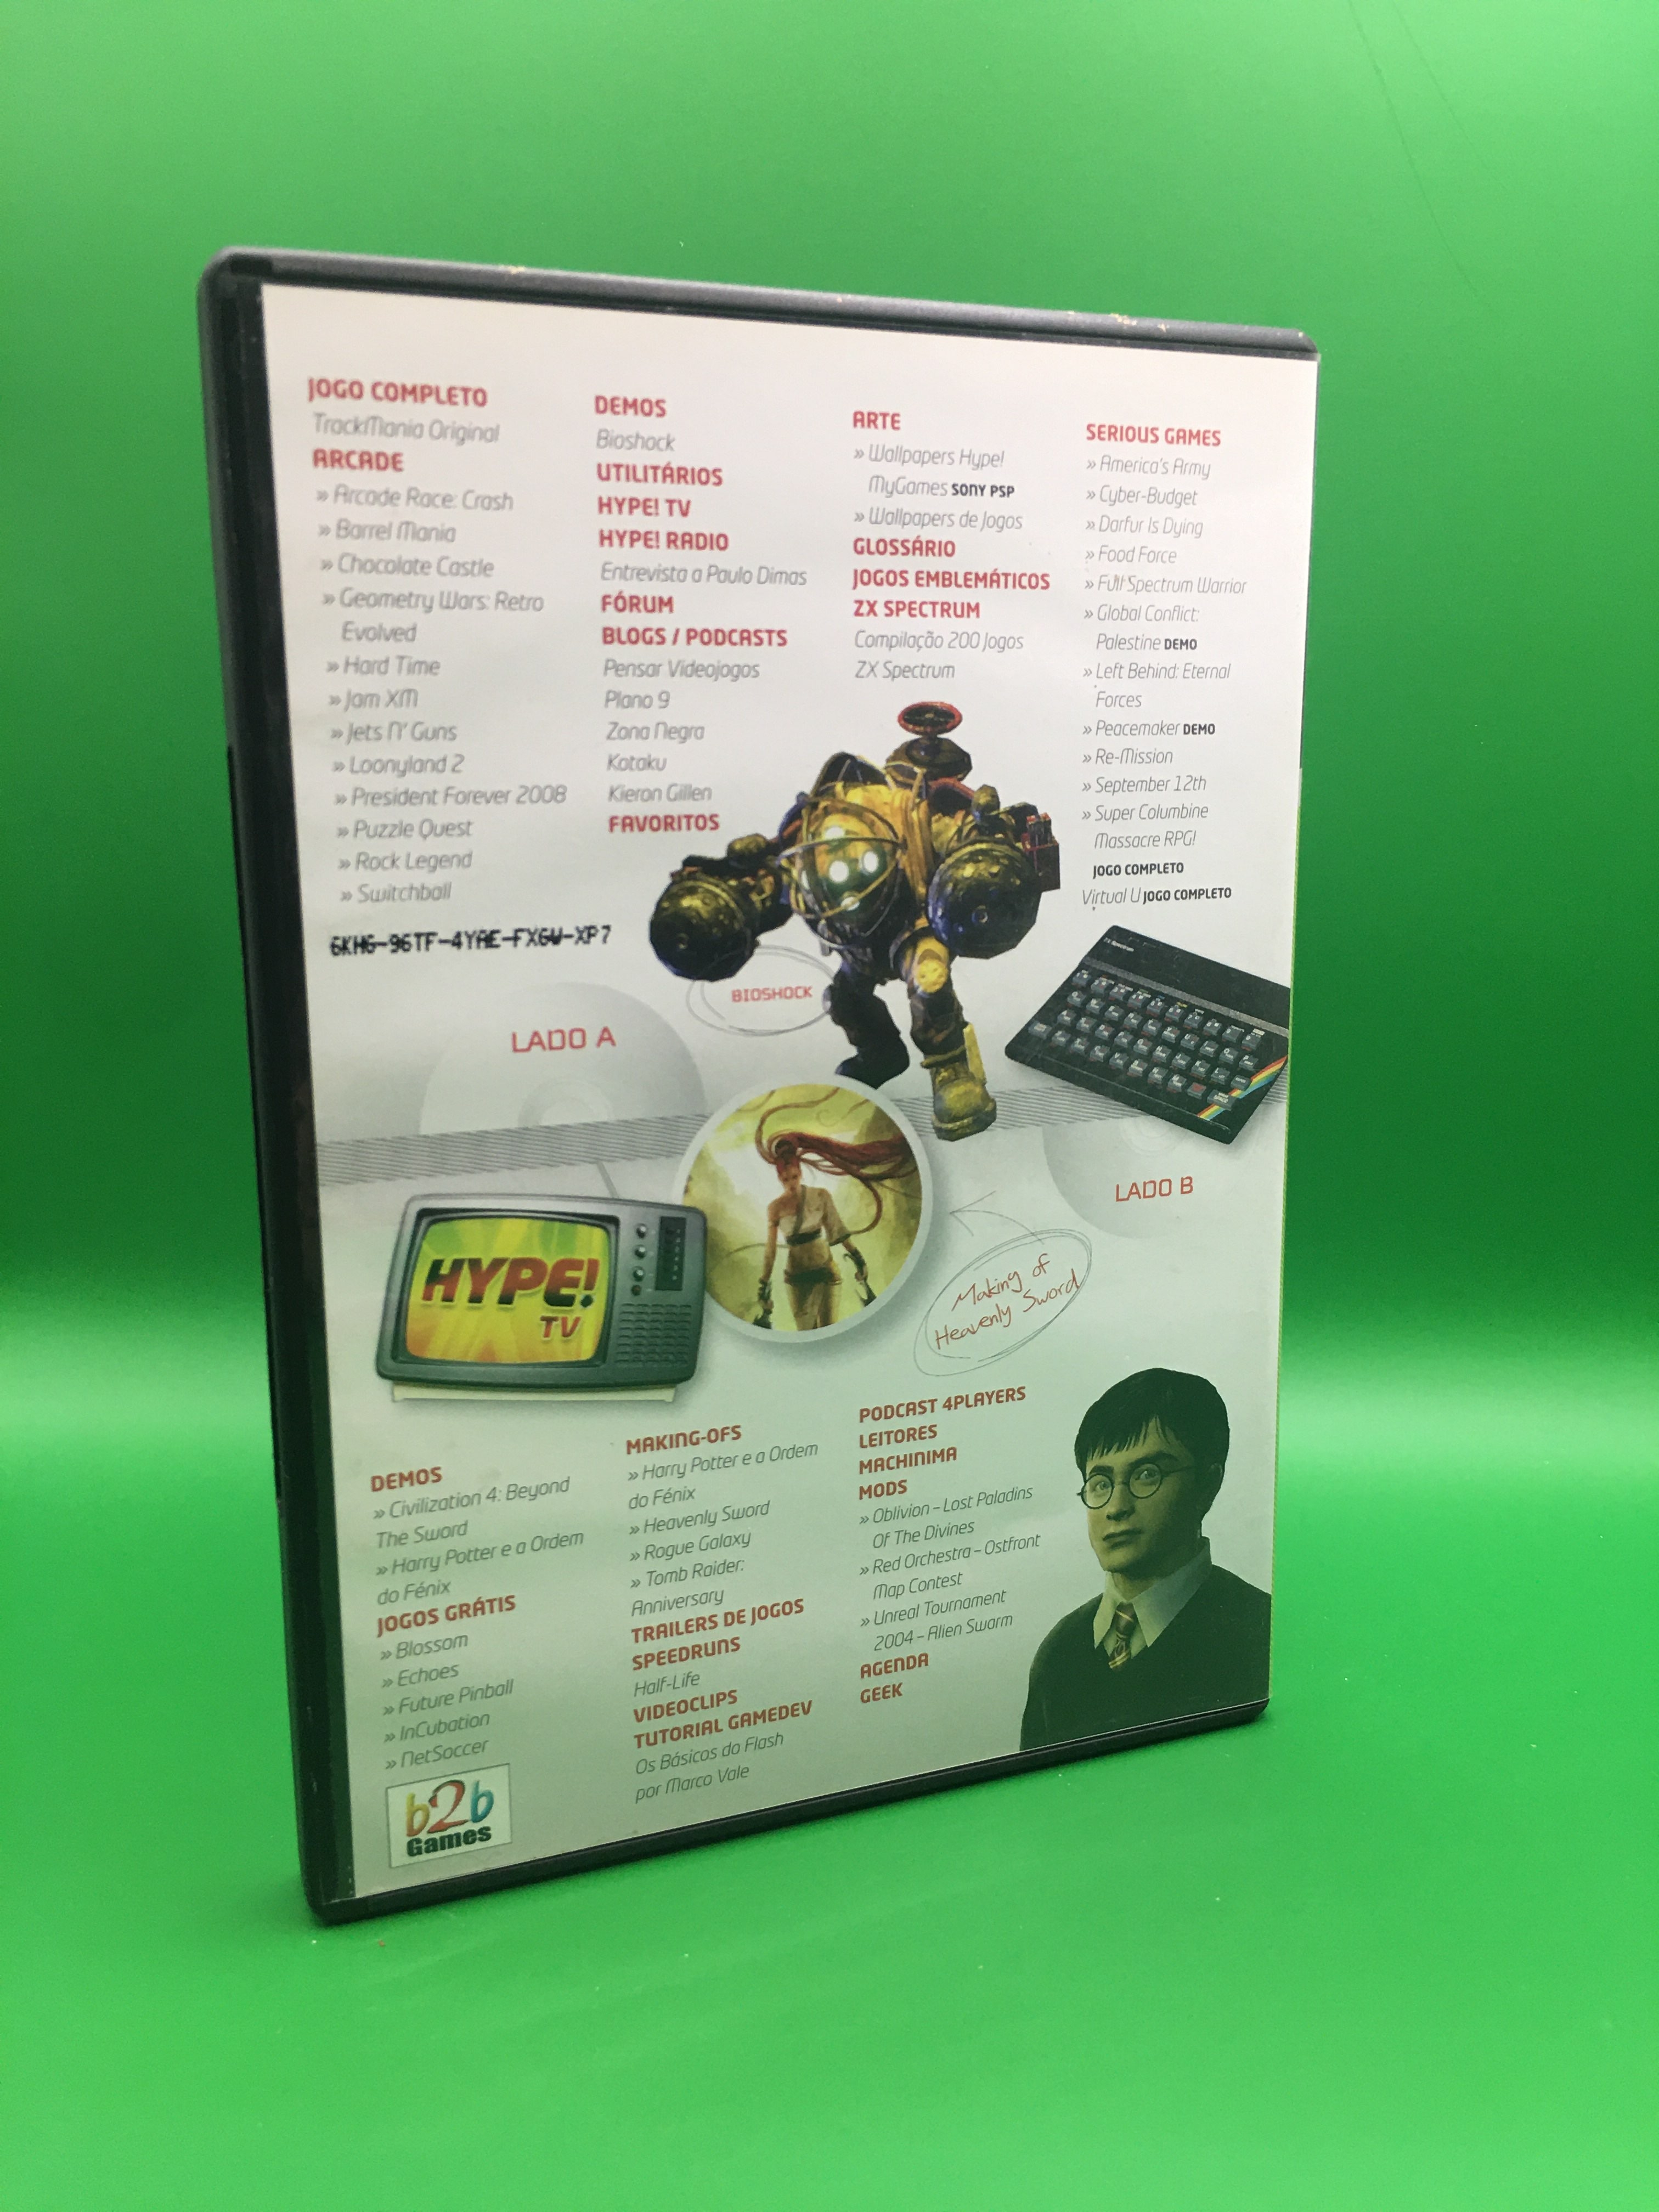 JOGO COMPLETO
TrackMania Original
ARCADE
» Arcade Race: Crash
» Barrel Mania
» Chocolate Castle
» Geometry Wars: Retro
Evolved
» Hard Time
» Jam XM
» Jets N' Guns
» Loonyland 2
» President Forever 2008
» Puzzle Quest
» Rock Legend
» Switchball
6KHG-96TF-4YAE-FXGW-XP7
DEMOS
Bioshock
UTILITÁRIOS
HYPE! TV
HYPE! RADIO
Entrevista a Paulo Dimas
FÓRUM
BLOGS / PODCASTS
Pensar Videojogos
Plano 9
Zona Negra
Kotaku
Kieron Gillen
FAVORITOS
ARTE
» Wallpapers Hype!
MyGames SONY PSP
» Wallpapers de Jogos
GLOSSÁRIO
JOGOS EMBLEMÁTICOS
ZX SPECTRUM
Compilação 200 Jogos
ZX Spectrum
SERIOUS GAMES
» America's Army
» Cyber-Budget
» Darfur Is Dying
» Food Force
» Full Spectrum Warrior
» Global Conflict:
Palestine DEMO
» Left Behind: Eternal
Forces
» Peacemaker DEMO
» Re-Mission
» September 12th
» Super Columbine
Massacre RPG!
JOGO COMPLETO
Virtual U JOGO COMPLETO
BIOSHOCK
LADO A
LADO B
HYPE!
TV
Making of
Heavenly Sword
DEMOS
» Civilization 4: Beyond
The Sword
» Harry Potter e a Ordem
do Fénix
JOGOS GRÁTIS
» Blossom
» Echoes
» Future Pinball
» InCubation
» NetSoccer
b2b
Games
MAKING-OFS
» Harry Potter e a Ordem
do Fénix
» Heavenly Sword
» Rogue Galaxy
» Tomb Raider:
Anniversary
TRAILERS DE JOGOS
SPEEDRUNS
Half-Life
VIDEOCLIPS
TUTORIAL GAMEDEV
Os Básicos do Flash
por Marco Vale
PODCAST 4PLAYERS
LEITORES
MACHINIMA
MODS
» Oblivion – Lost Paladins
Of The Divines
» Red Orchestra – Ostfront
Map Contest
» Unreal Tournament
2004 – Alien Swarm
AGENDA
GEEK